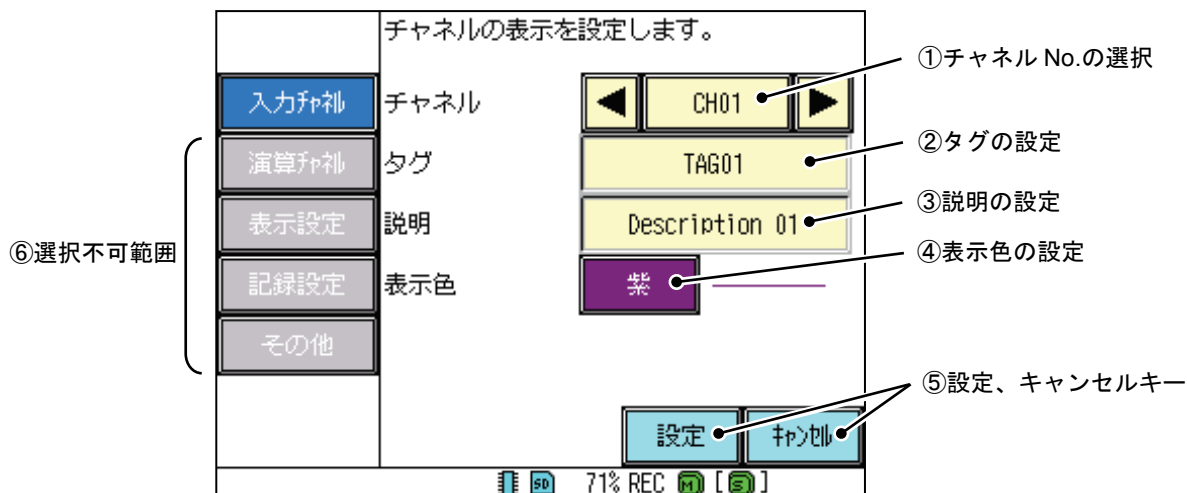 チャネルの表示を設定します。
入力ﾁｬﾈﾙ
チャネル
CH01
①チャネル No.の選択
演算ﾁｬﾈﾙ
タグ
TAG01
②タグの設定
表示設定
説明
Description 01
③説明の設定
⑥選択不可範囲
記録設定
表示色
紫
④表示色の設定
その他
⑤設定、キャンセルキー
設定
ｷｬﾝｾﾙ
SD 71% REC M [S]